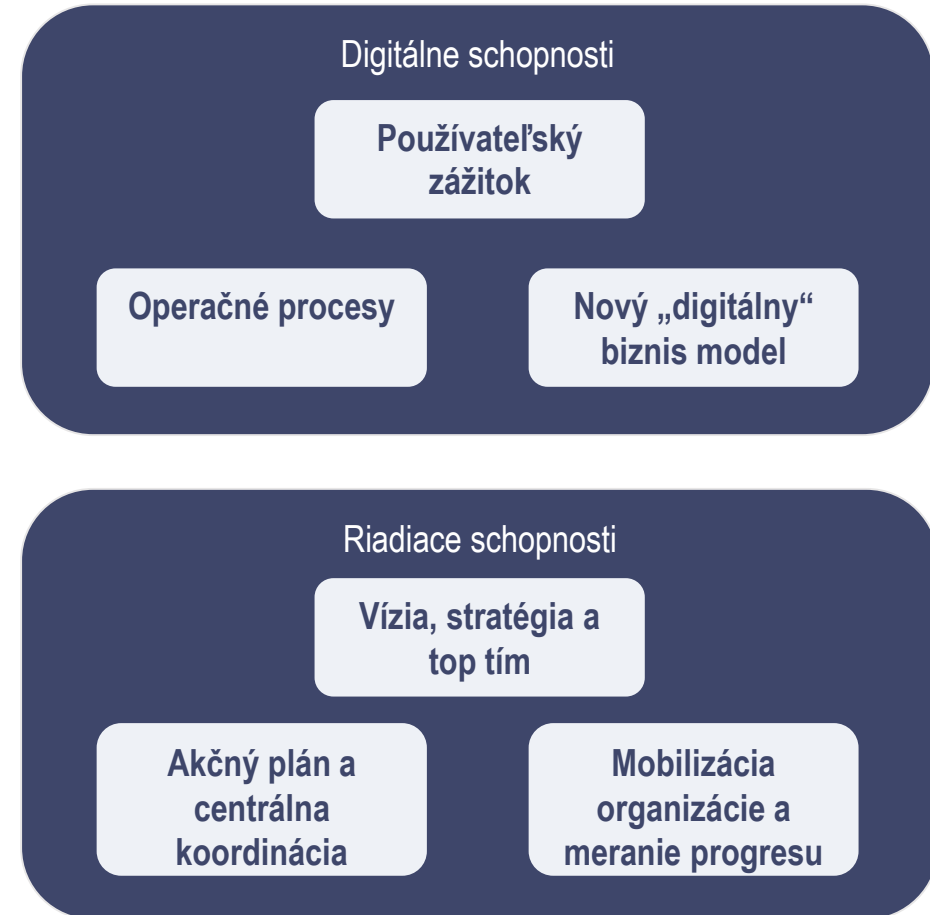 Digitálne schopnosti
Používateľský
zážitok
Operačné procesy
Nový „digitálny“
biznis model
Riadiace schopnosti
Vízia, stratégia a
top tím
Akčný plán a
centrálna
koordinácia
Mobilizácia
organizácie a
meranie progresu